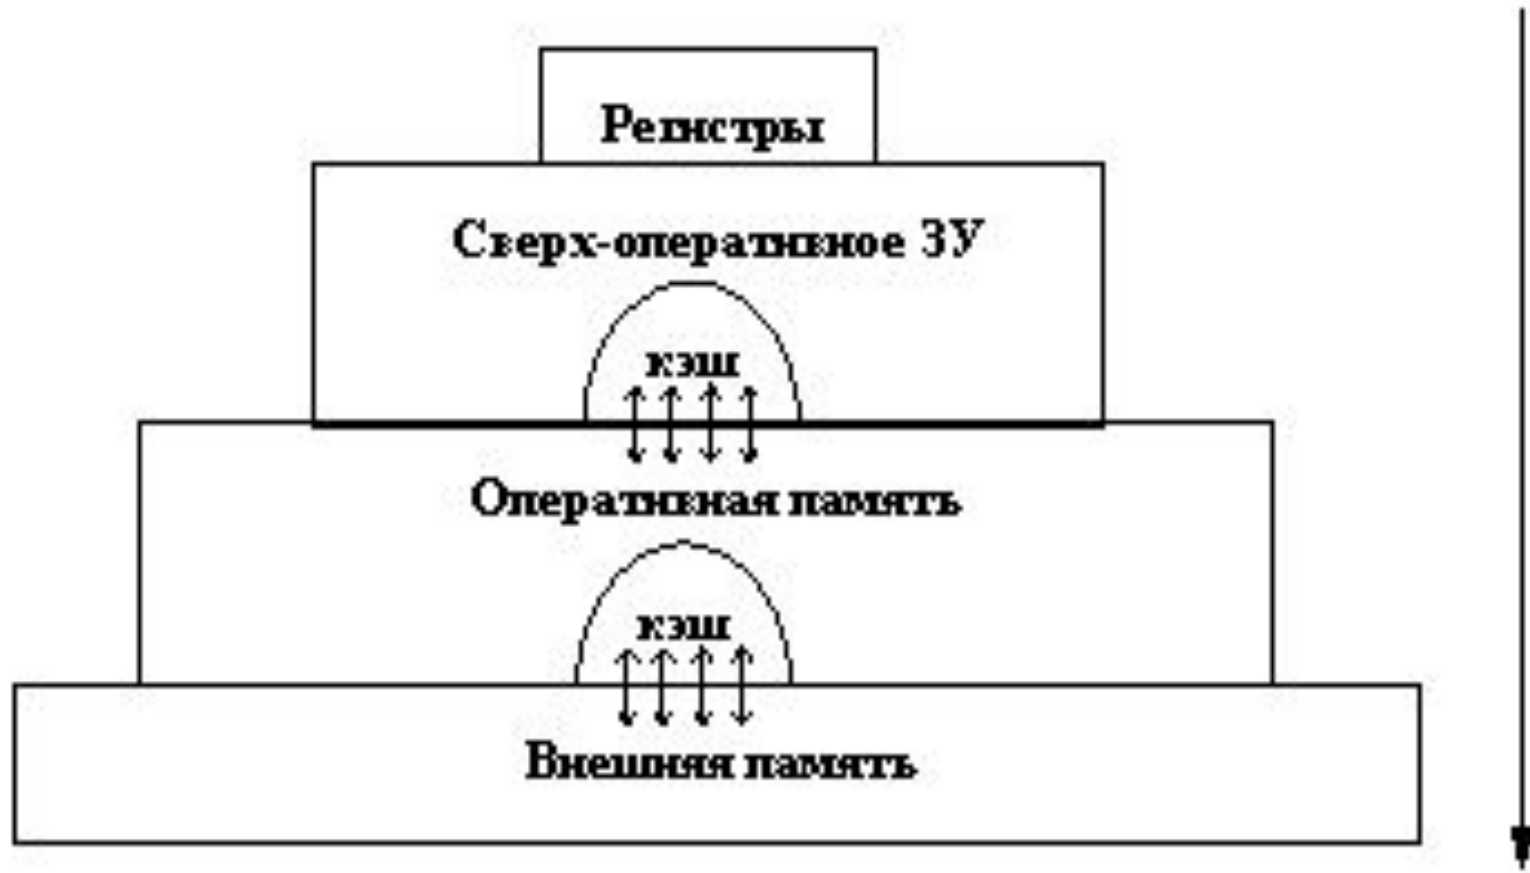 Регистры
Сверх-оперативное ЗУ
кэш
Оперативная память
кэш
Внешняя память